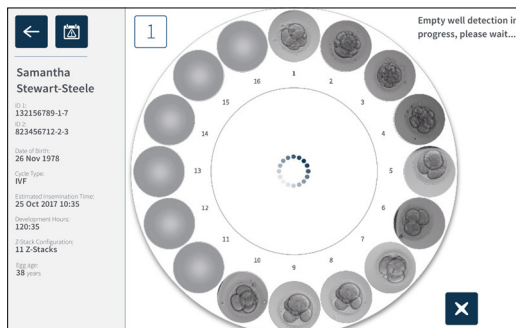 1
Empty well detection in
progress, please wait...
Samantha
Stewart-Steele
ID 1:
132156789-1-7
ID 2:
823456712-2-3
Date of Birth:
26 Nov 1978
Cycle Type:
IVF
Estimated Insemination Time:
25 Oct 2017 10:35
Development Hours:
120:35
Z-Stack Configuration:
11 Z-Stacks
Egg age:
38 years
1
2
3
4
5
6
7
8
9
10
11
12
13
14
15
16